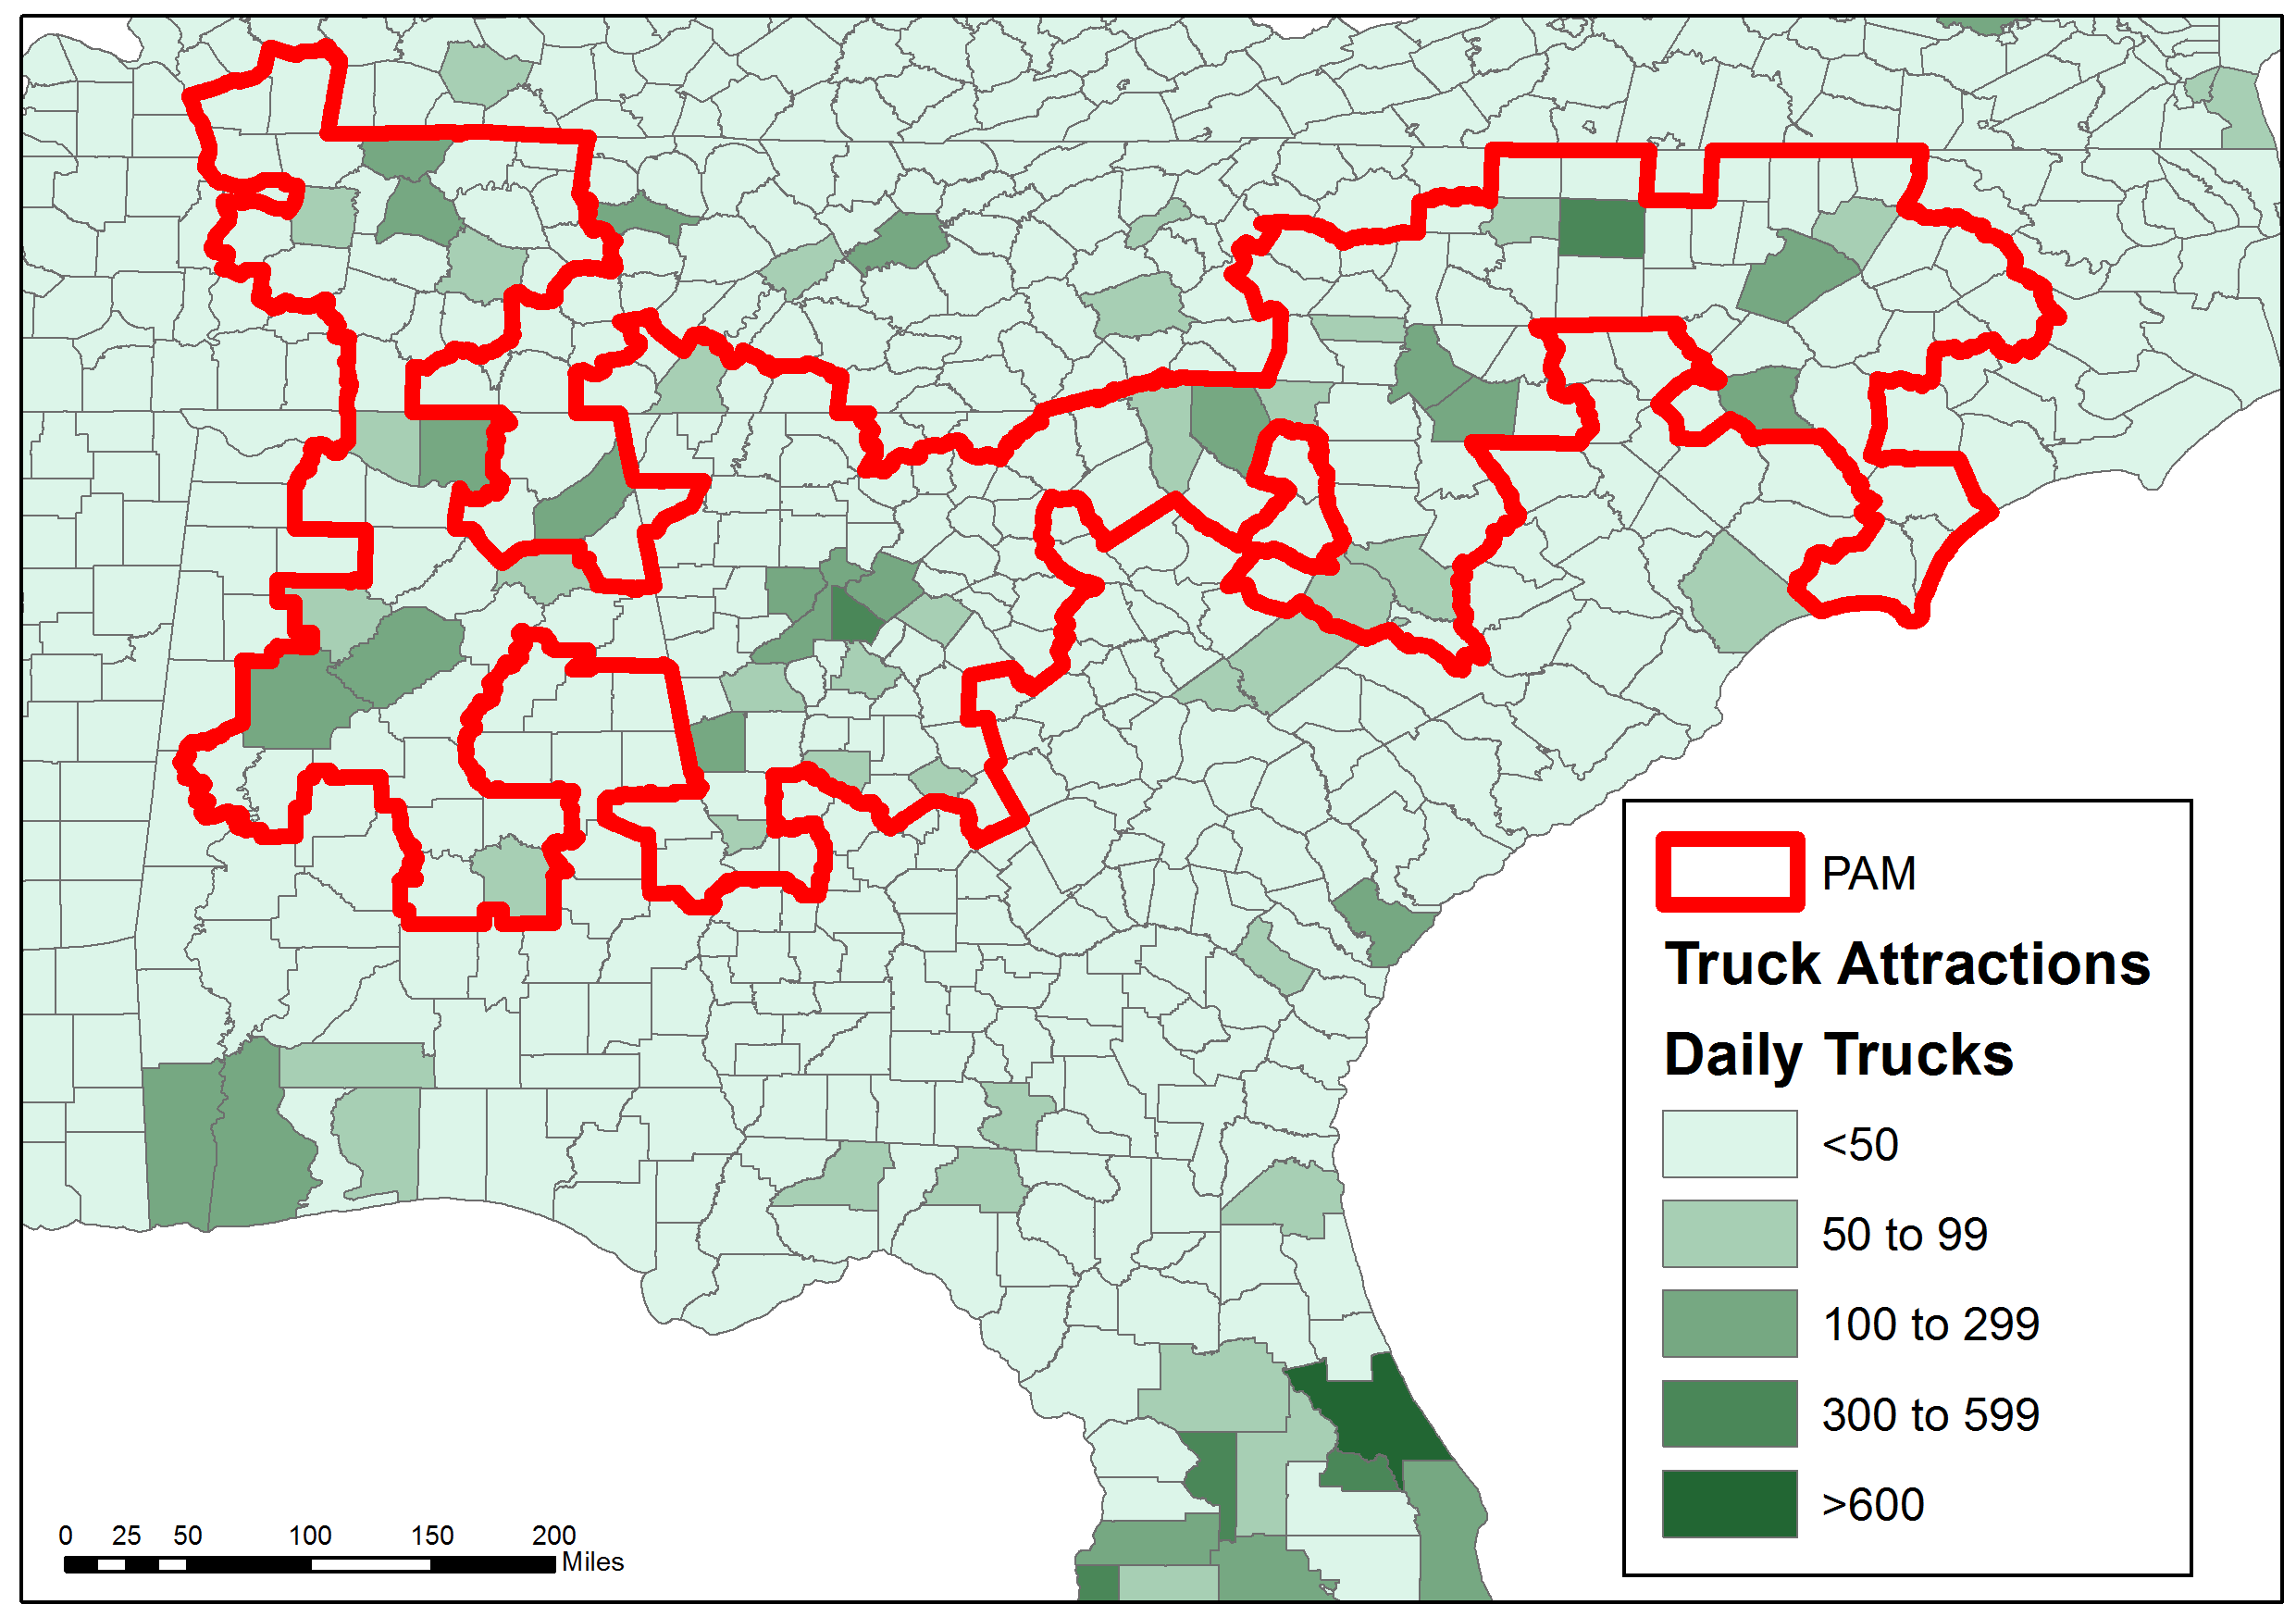 PAM
Truck Attractions
Daily Trucks
<50
50 to 99
100 to 299
300 to 599
>600
0 25 50 100 150 200
Miles